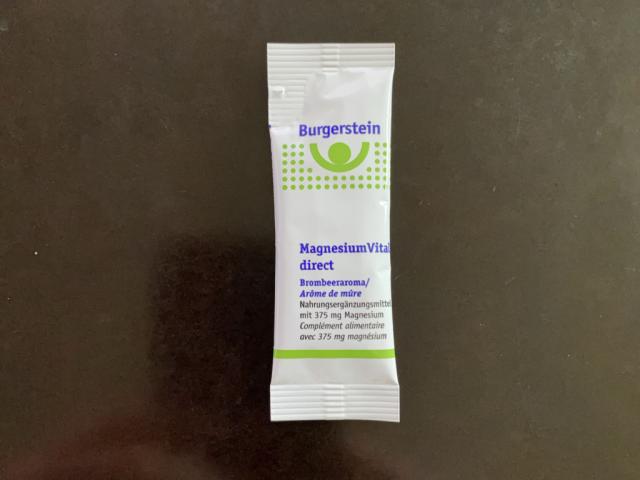 Burgerstein
MagnesiumVital
direct
Brombeeraroma/
Arôme de mûre
Nahrungsergänzungsmittel
mit 375 mg Magnesium
Complément alimentaire
avec 375 mg magnésium